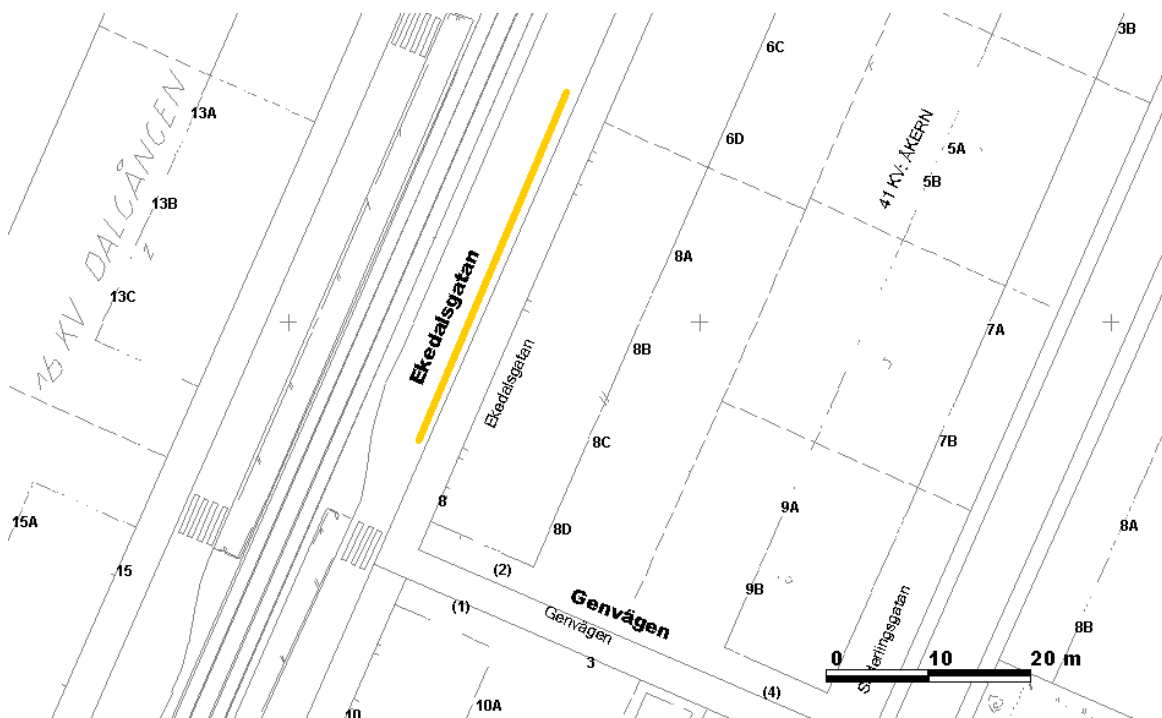 3B
6C
13A
6D
41 KV: ÅKERN
5A
5B
16 KV DALGÅNGEN
13B
8A
13C
Ekedalsgatan
7A
8B
Ekedalsgatan
8C
7B
8
9A
15A
8D
8A
15
(2)
9B
(1)
Genvägen
Genvägen
8B
3
0 10 20 m
(4)
10
10A